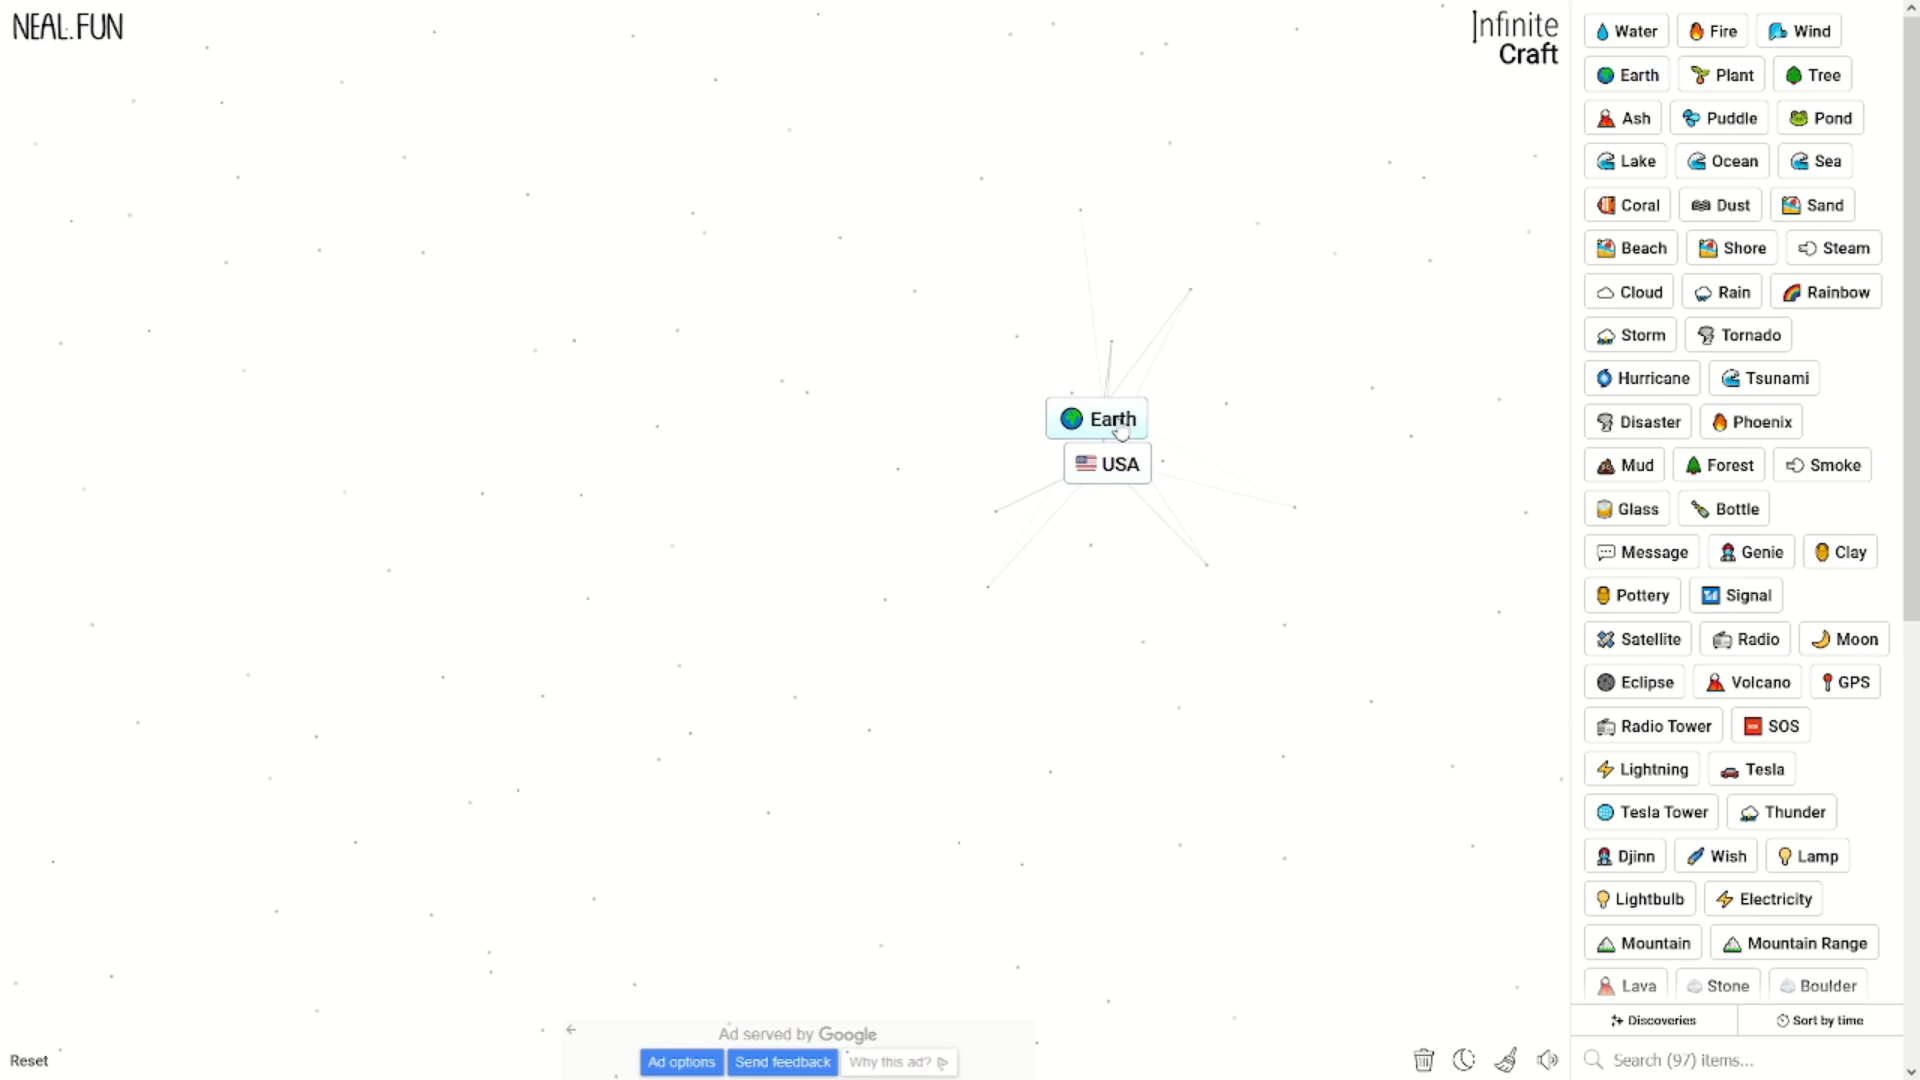 NEAL.FUN
Infinite
Craft
Earth
USA
Water Fire Wind
Earth Plant Tree
Ash Puddle Pond
Lake Ocean Sea
Coral Dust Sand
Beach Shore Steam
Cloud Rain Rainbow
Storm Tornado
Hurricane Tsunami
Disaster Phoenix
Mud Forest Smoke
Glass Bottle
Message Genie Clay
Pottery Signal
Satellite Radio Moon
Eclipse Volcano GPS
Radio Tower SOS
Lightning Tesla
Tesla Tower Thunder
Djinn Wish Lamp
Lightbulb Electricity
Mountain Mountain Range
Lava Stone Boulder
Discoveries Sort by time
Search (97) items...
Ad served by Google
Ad options Send feedback Why this ad?
Reset